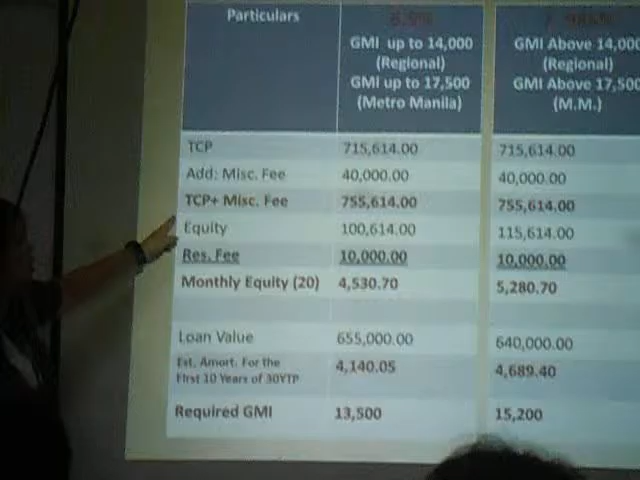 Particulars
GMI up to 14,000
(Regional)
GMI up to 17,500
(Metro Manila)
GMI Above 14,000
(Regional)
GMI Above 17,500
(M.M.)
TCP 715,614.00 715,614.00
Add: Misc. Fee 40,000.00 40,000.00
TCP+ Misc. Fee 755,614.00 755,614.00
Equity 100,614.00 115,614.00
Res. Fee 10,000.00 10,000.00
Monthly Equity (20) 4,530.70 5,280.70
Loan Value 655,000.00 640,000.00
Est. Amort. For the
First 10 Years of 30YTP 4,140.05 4,689.40
Required GMI 13,500 15,200